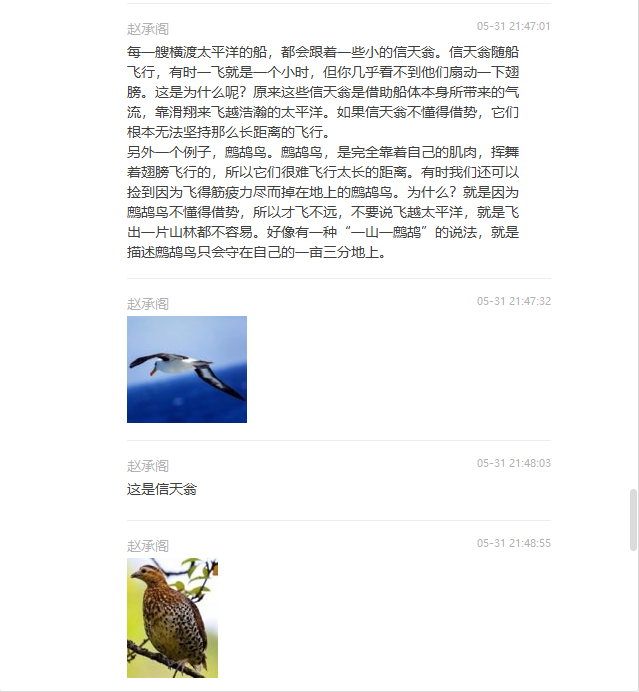 赵承阁
05-31 21:47:01
每一艘横渡太平洋的船，都会跟着一些小的信天翁。信天翁随船
飞行，有时一飞就是一个小时，但你几乎看不到他们扇动一下翅
膀。这是为什么呢？原来这些信天翁是借助船体本身所带来的气
流，靠滑翔来飞越浩瀚的太平洋。如果信天翁不懂得借势，它们
根本无法坚持那么长距离的飞行。
另外一个例子，鹧鸪鸟。鹧鸪鸟，是完全靠着自己的肌肉，挥舞
着翅膀飞行的，所以它们很难飞行太长的距离。有时我们还可以
捡到因为飞得筋疲力尽而掉在地上的鹧鸪鸟。为什么？就是因为
鹧鸪鸟不懂得借势，所以才飞不远，不要说飞越太平洋，就是飞
出一片山林都不容易。好像有一种“一山一鹧鸪”的说法，就是
描述鹧鸪鸟只会守在自己的一亩三分地上。
赵承阁
05-31 21:47:32
赵承阁
05-31 21:48:03
这是信天翁
赵承阁
05-31 21:48:55